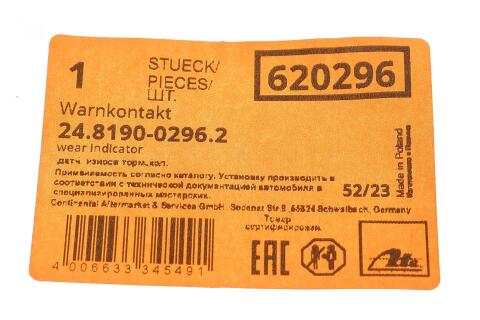 1 STUECK/
PIECES/
ШТ.
620296
Warnkontakt
24.8190-0296.2
wear indicator
датч. износа торм. кол.
Применяемость согласно каталогу. Установку производить в
соответствии с технической документацией автомобиля в
специализированных мастерских.
52/23
Made in Poland
Изготовлено в Польше
Continental Aftermarket & Services GmbH, Sodener Str.9, 65824 Schwalbach, Germany
Товар
сертифицирован.
4 006633 345491
EAC
Ate